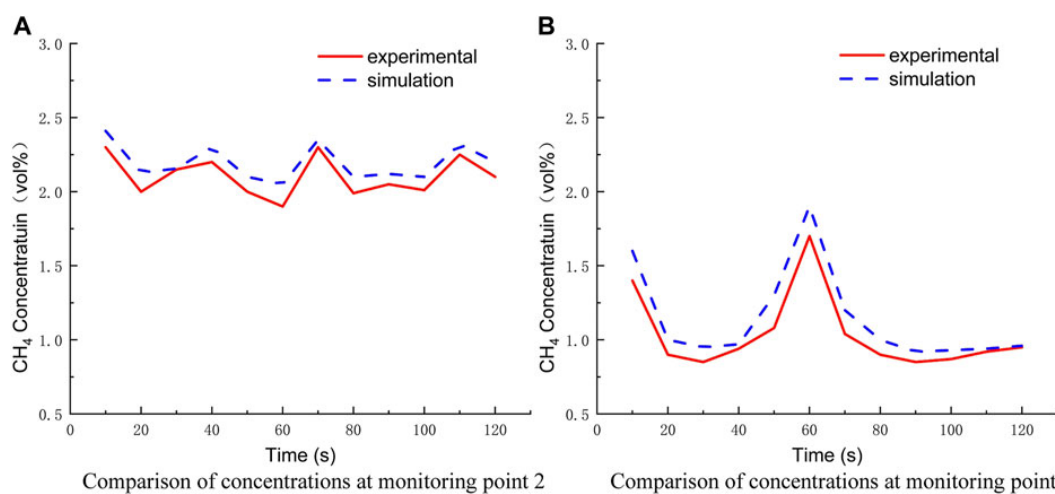 A
3.0
2.5
2.0
1.5
1.0
0.5
CH₄ Concentratuin（vol%）
experimental
simulation
0 20 40 60 80 100 120
Time (s)
Comparison of concentrations at monitoring point 2
B
3.0
2.5
2.0
1.5
1.0
0.5
CH₄ Concentratuin（vol%）
experimental
simulation
0 20 40 60 80 100 120
Time (s)
Comparison of concentrations at monitoring point